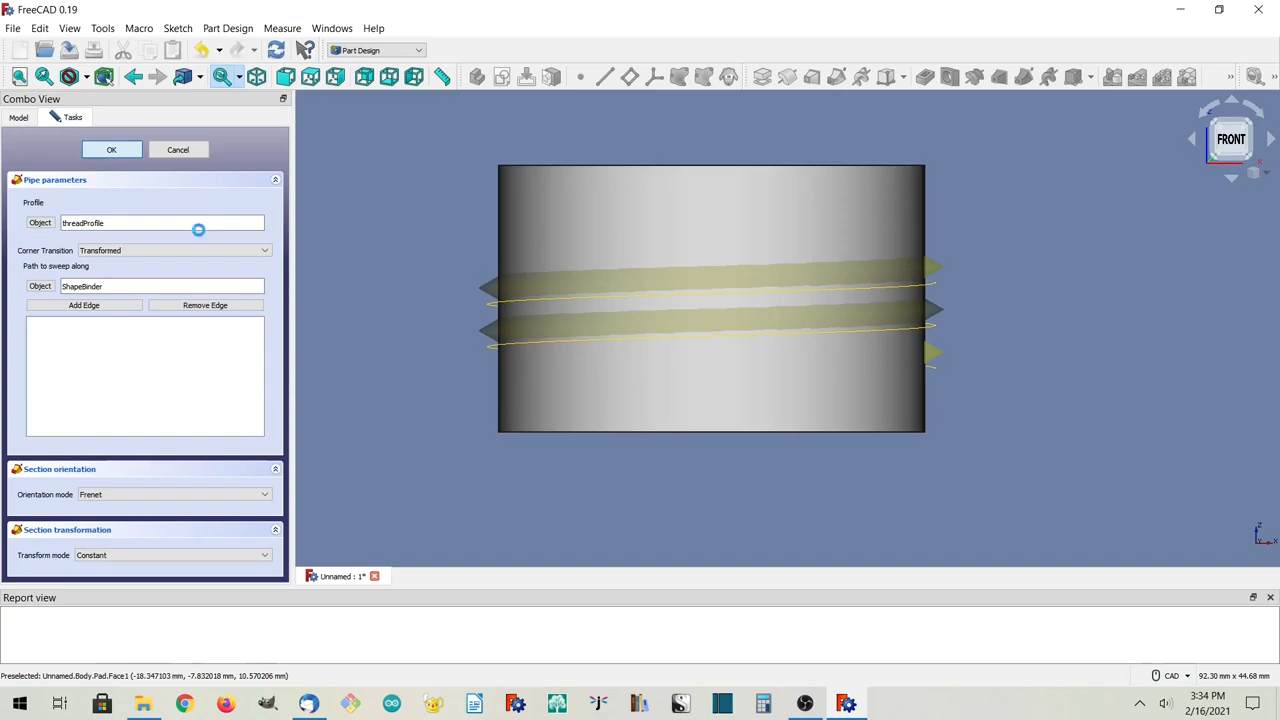 FreeCAD 0.19
File Edit View Tools Macro Sketch Part Design Measure Windows Help
Part Design
Combo View
Model Tasks
OK Cancel
Pipe parameters
Profile
Object threadProfile
Corner Transition Transformed
Path to sweep along
Object ShapeBinder
Add Edge Remove Edge
Section orientation
Orientation mode Frenet
Section transformation
Transform mode Constant
FRONT
Unnamed : 1*
Report view
Preselected: Unnamed.Body.Pad.Face1 (-18.347103 mm, -7.832018 mm, 10.570206 mm)
CAD 92.30 mm x 44.68 mm
3:34 PM
2/16/2021